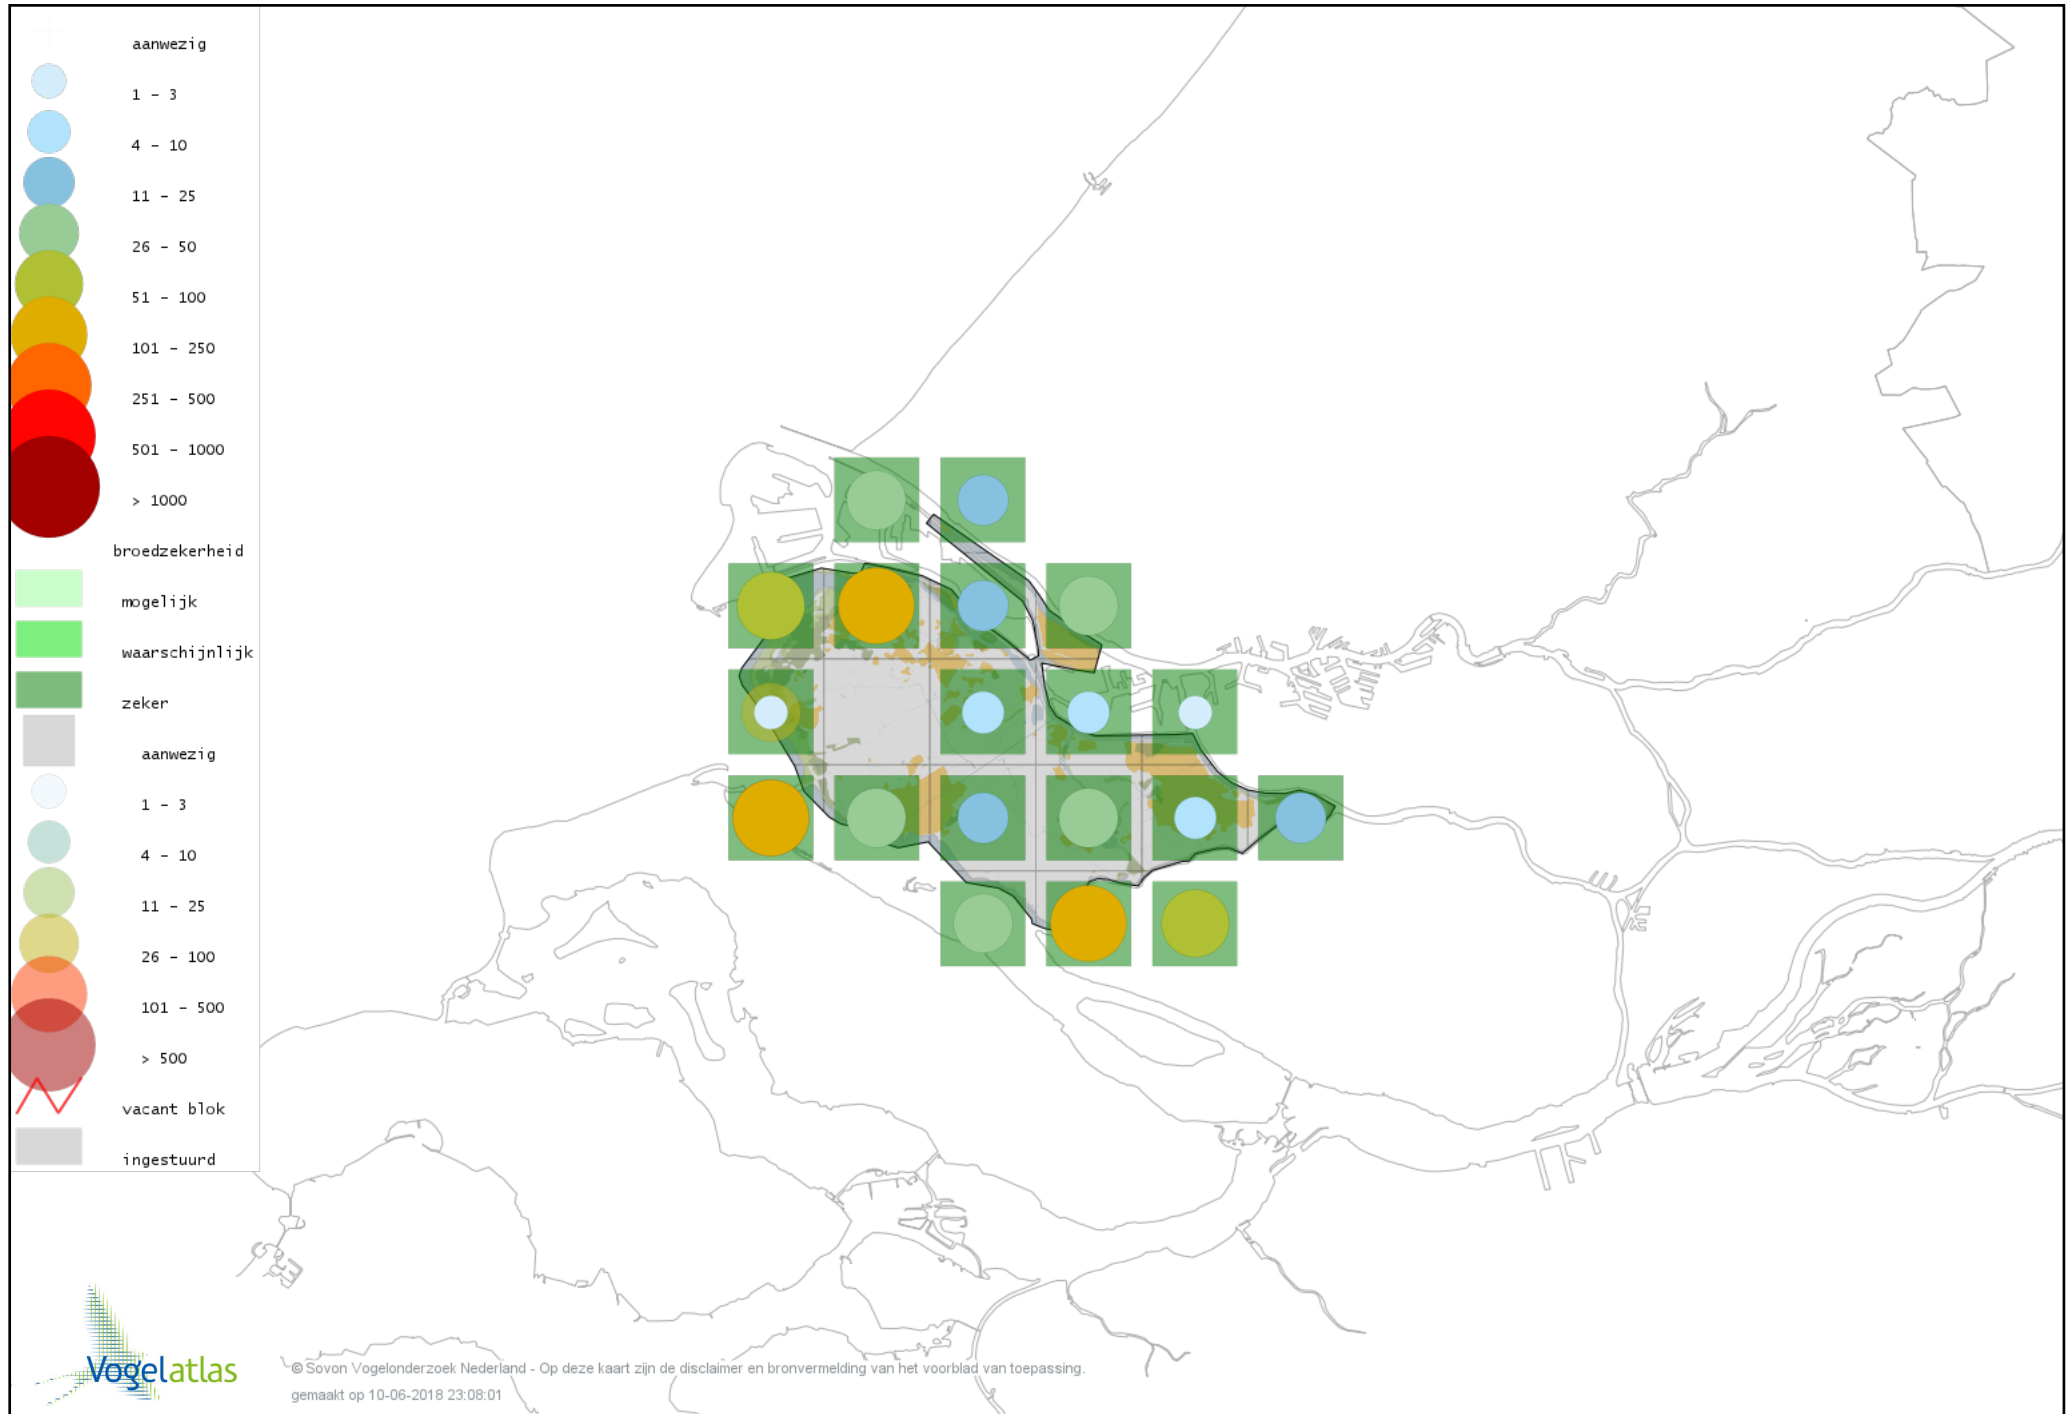 aanwezig
1 - 3
4 - 10
11 - 25
26 - 50
51 - 100
101 - 250
251 - 500
501 - 1000
> 1000
broedzekerheid
mogelijk
waarschijnlijk
zeker
aanwezig
1 - 3
4 - 10
11 - 25
26 - 100
101 - 500
> 500
vacant blok
ingestuurd
Vogelatlas
© Sovon Vogelonderzoek Nederland - Op deze kaart zijn de disclaimer en bronvermelding van het voorblad van toepassing.
gemaakt op 10-06-2018 23:08:01